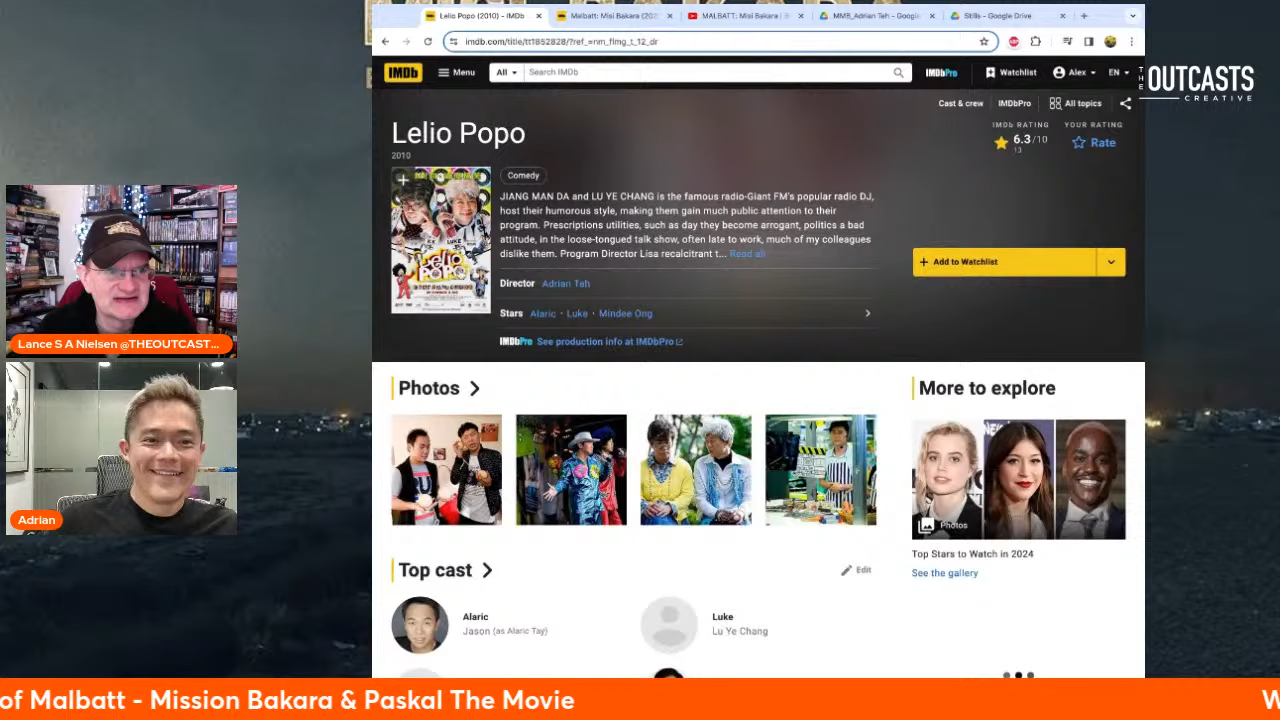 Lelio Popo (2010) - IMDb
Malbatt: Misi Bakara (202
MALBATT: Misi Bakara | B
MMB_Adrian Teh - Google
Stills - Google Drive
imdb.com/title/tt1852828/?ref_=nm_flmg_t_12_dr
IMDb
Menu
All
Search IMDb
IMDbPro
Watchlist
Alex
EN
THE OUTCASTS
CREATIVE
Cast & crew
IMDbPro
All topics
Lelio Popo
2010
IMDb RATING
6.3/10
13
YOUR RATING
Rate
Comedy
JIANG MAN DA and LU YE CHANG is the famous radio-Giant FM's popular radio DJ,
host their humorous style, making them gain much public attention to their
program. Prescriptions utilities, such as day they become arrogant, politics a bad
attitude, in the loose-tongued talk show, often late to work, much of my colleagues
dislike them. Program Director Lisa recalcitrant t... Read all
LUKE
Lelio
POPO
Add to Watchlist
Director Adrian Teh
Stars Alaric · Luke · Mindee Ong
IMDbPro See production info at IMDbPro
Lance S A Nielsen @THEOUTCAST...
Adrian
Photos
More to explore
Photos
Top Stars to Watch in 2024
See the gallery
Top cast
Edit
Alaric
Jason (as Alaric Tay)
Luke
Lu Ye Chang
of Malbatt - Mission Bakara & Paskal The Movie
W